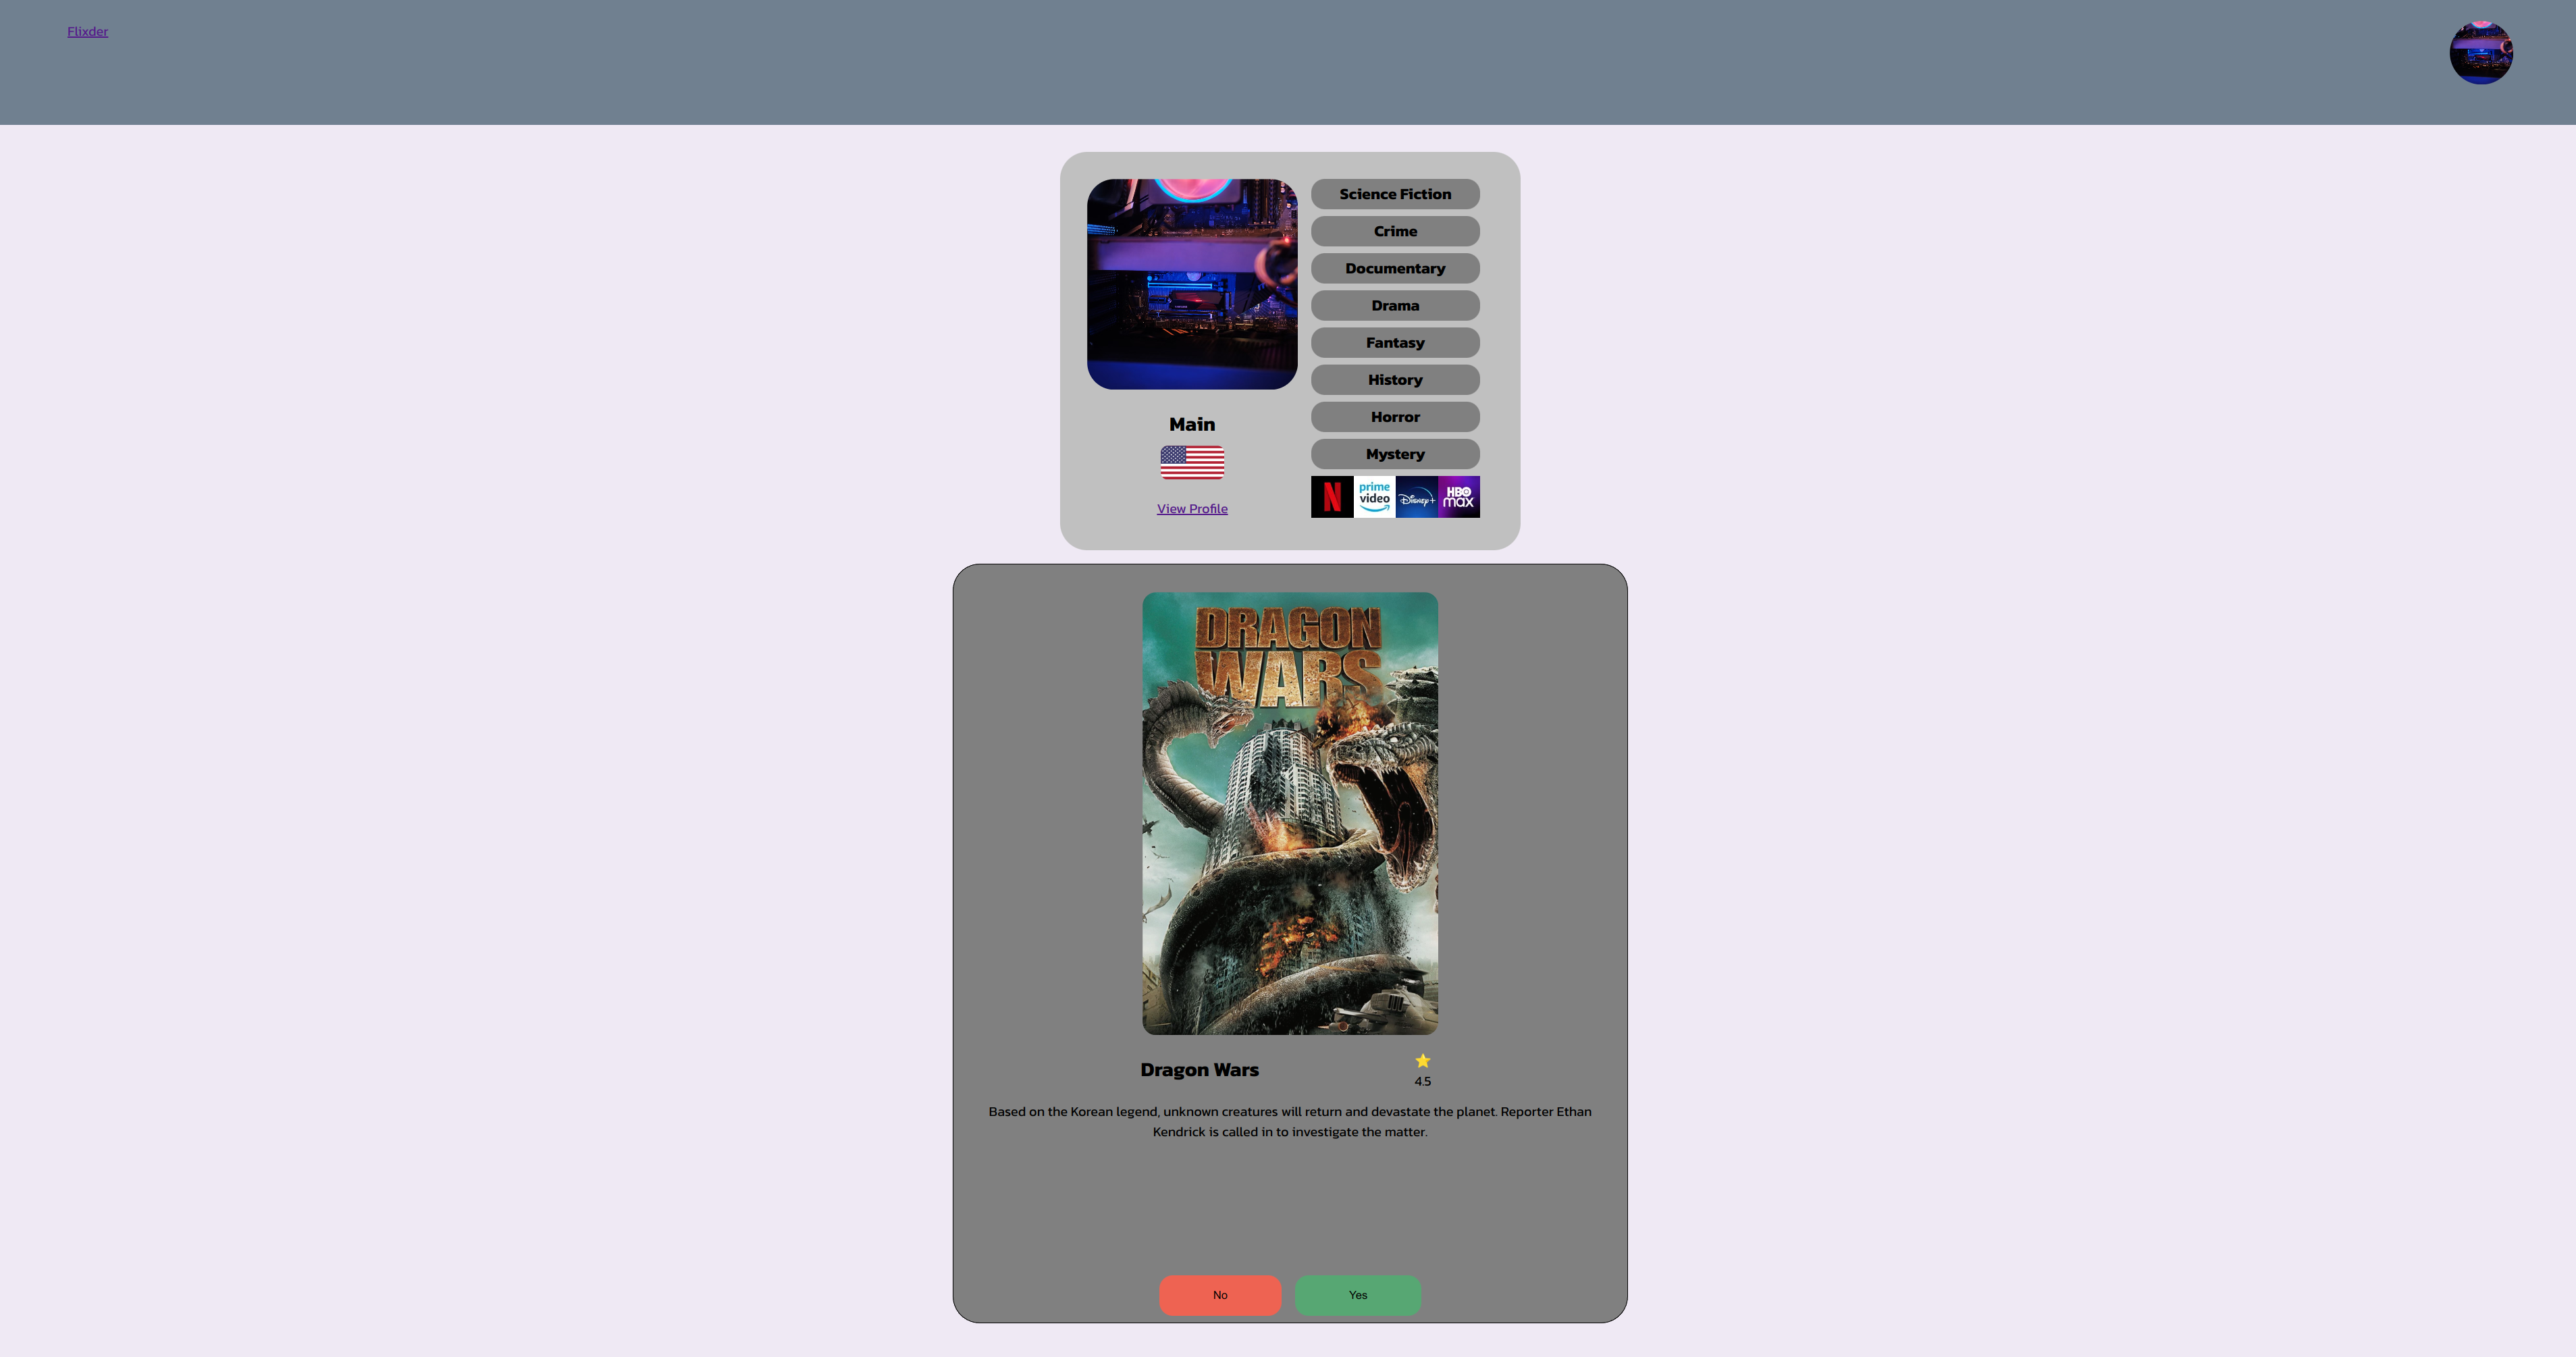 Flixder
Science Fiction
Crime
Documentary
Drama
Fantasy
History
Horror
Mystery
Main
View Profile
N
prime
video
Disney+
HBO
max
DRAGON
WARS
Dragon Wars
4.5
Based on the Korean legend, unknown creatures will return and devastate the planet. Reporter Ethan
Kendrick is called in to investigate the matter.
No
Yes